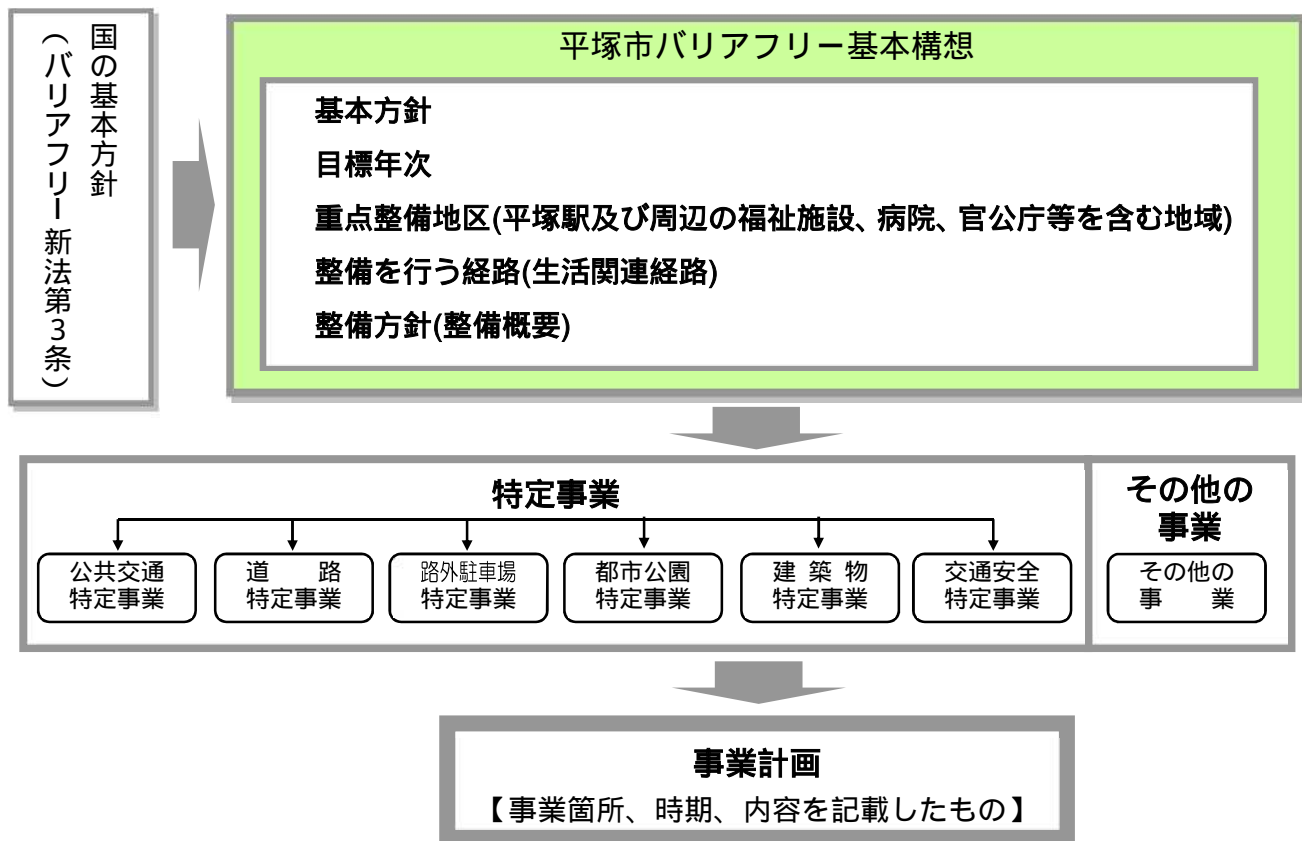 国の基本方針
（バリアフリー新法第3条）
平塚市バリアフリー基本構想
基本方針
目標年次
重点整備地区(平塚駅及び周辺の福祉施設、病院、官公庁等を含む地域)
整備を行う経路(生活関連経路)
整備方針(整備概要)
特定事業
公共交通
特定事業
道　　路
特定事業
路外駐車場
特定事業
都市公園
特定事業
建 築 物
特定事業
交通安全
特定事業
その他の
事業
その他の
事　　業
事業計画
【事業箇所、時期、内容を記載したもの】